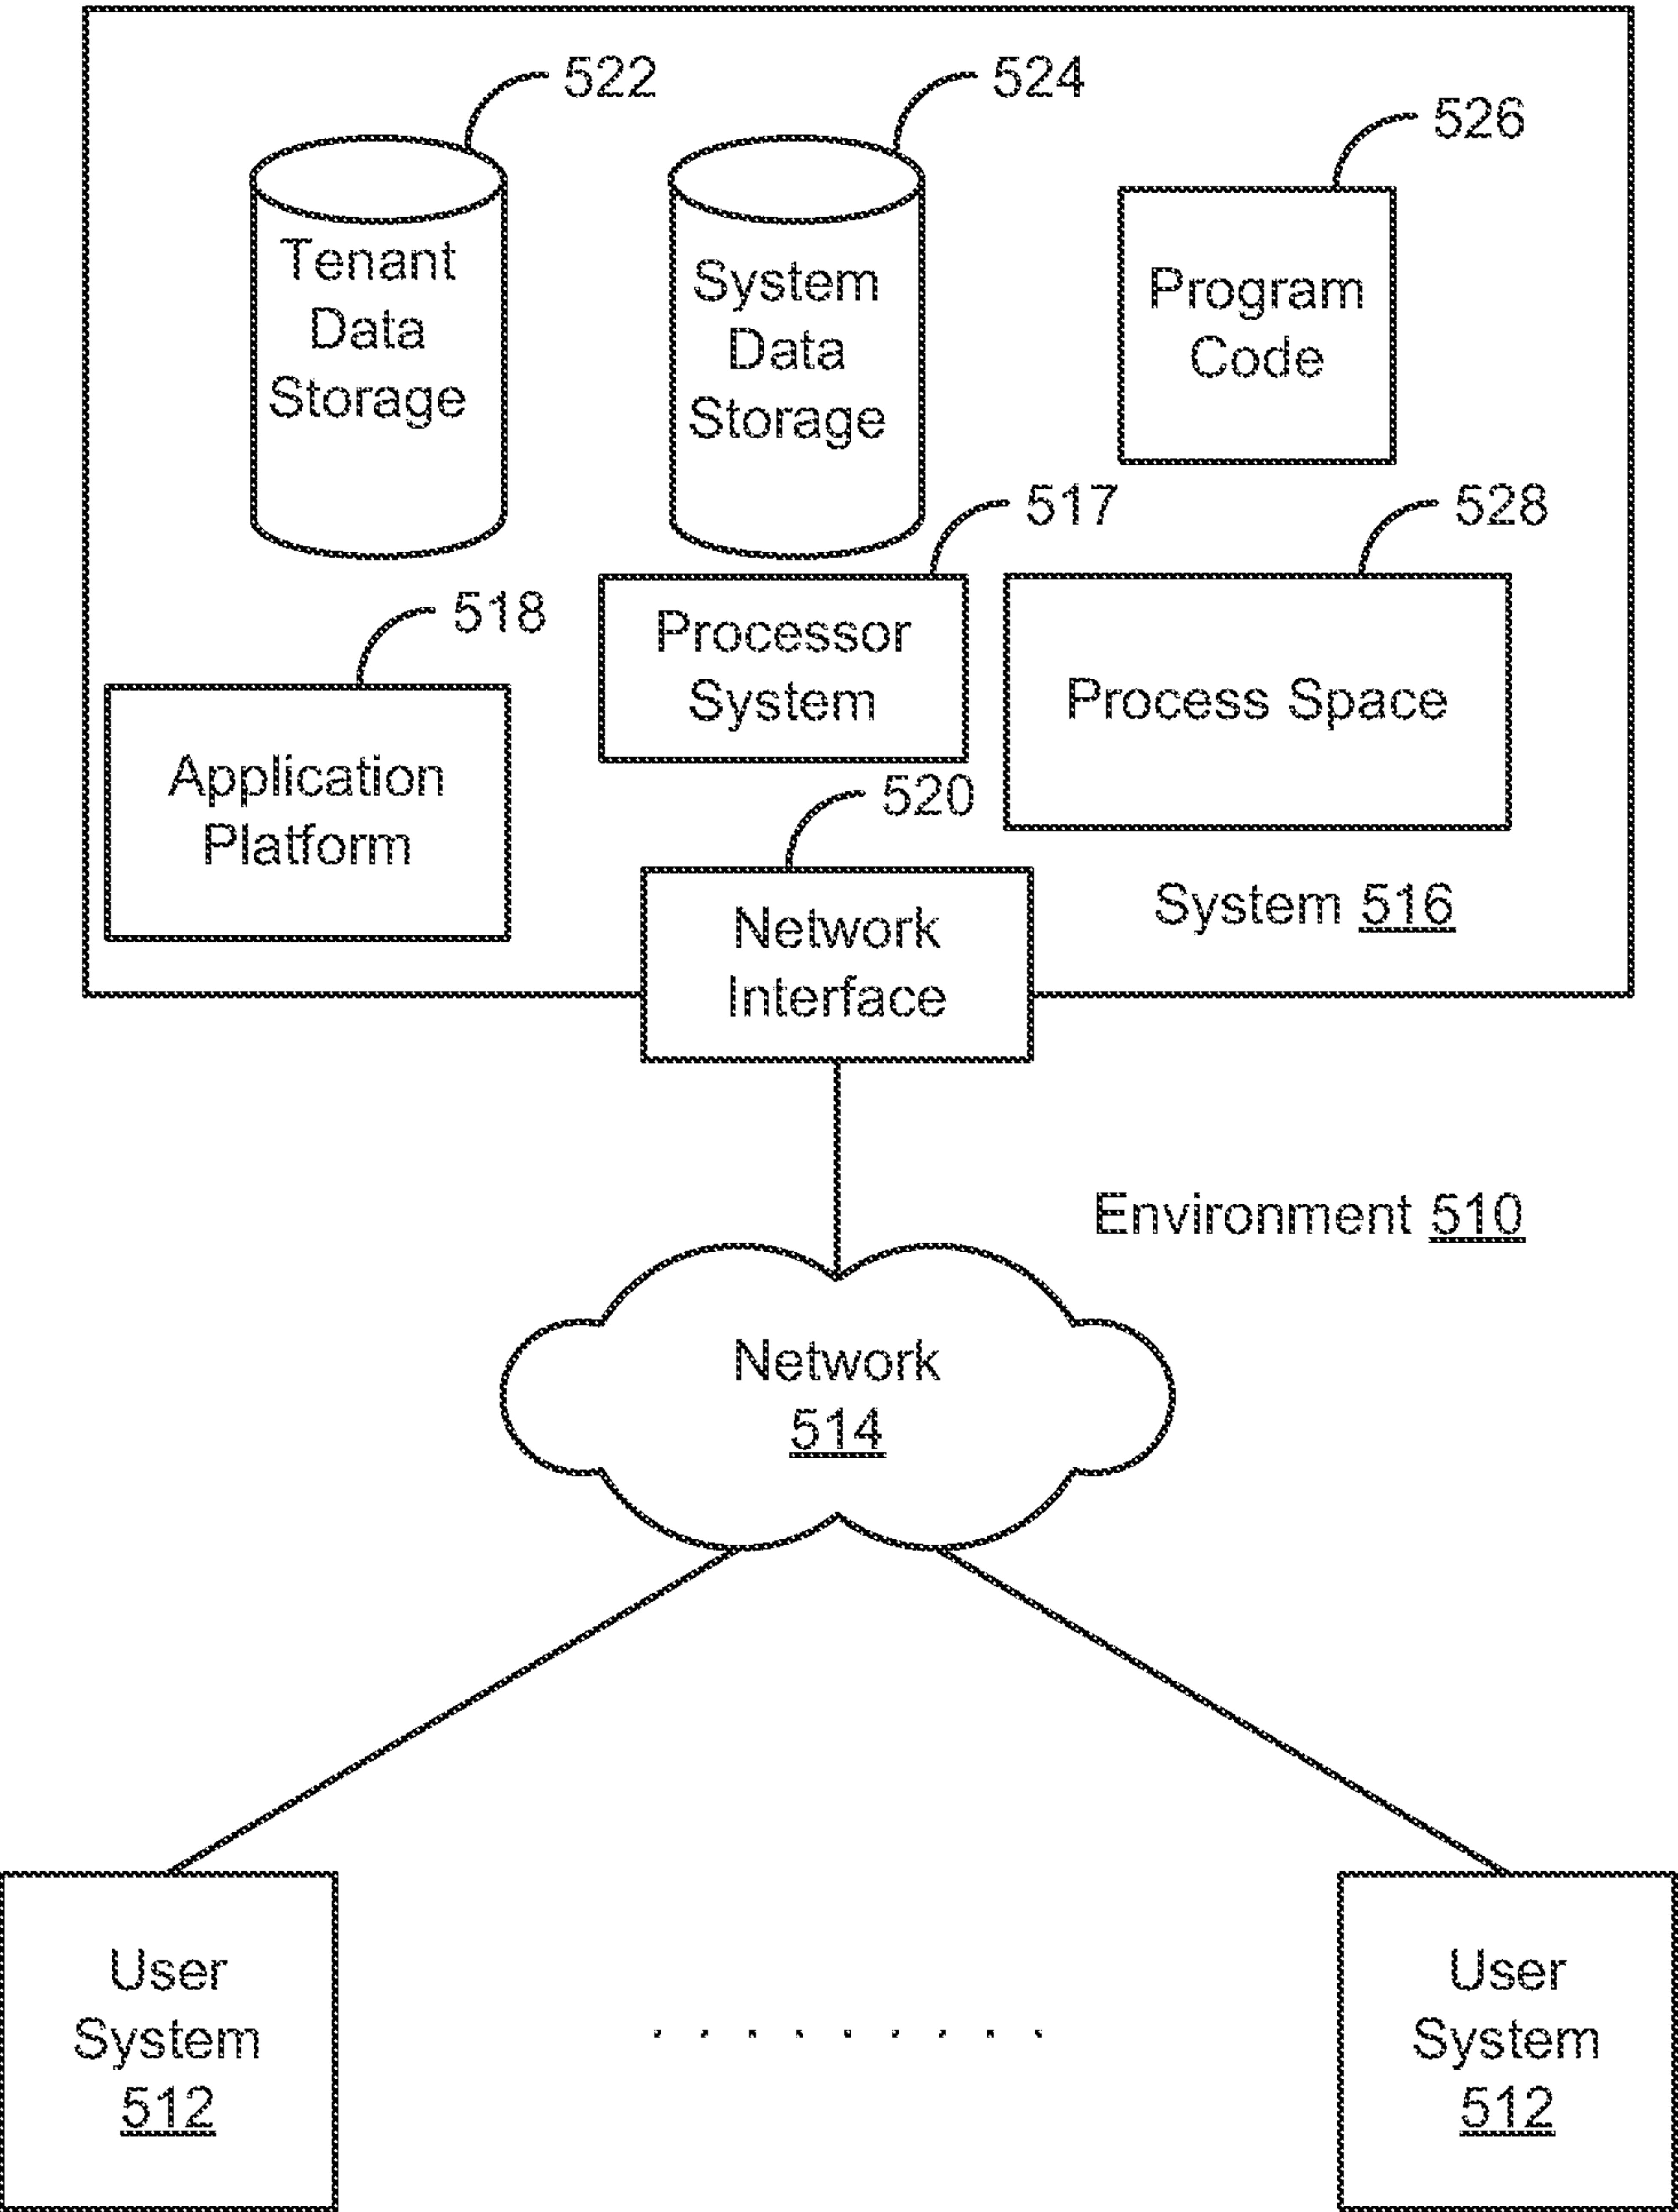 522
524
526
Tenant
Data
Storage
System
Data
Storage
Program
Code
517
528
518
Processor
System
Process Space
Application
Platform
520
Network
Interface
System 516
Environment 510
Network
514
User
System
512
User
System
512